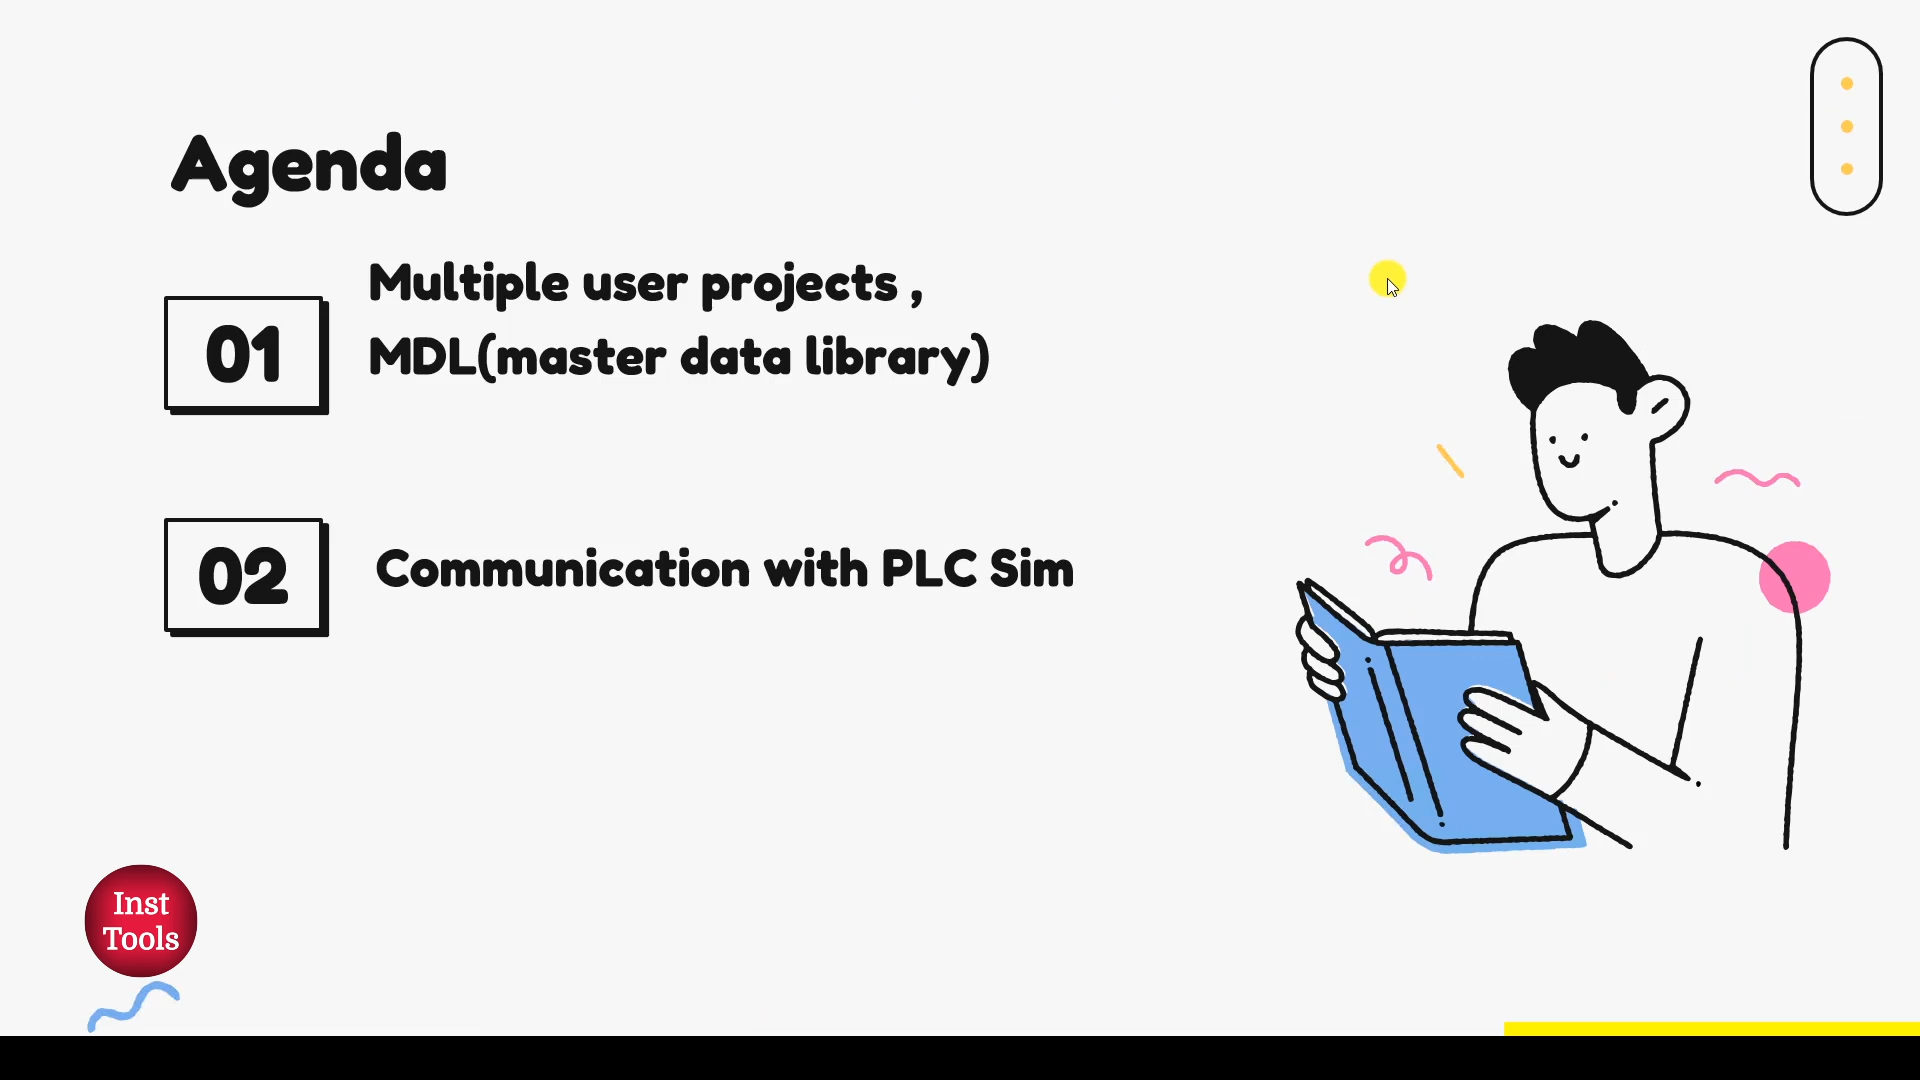 Agenda
01
Multiple user projects ,
MDL(master data library)
02
Communication with PLC Sim
Inst
Tools